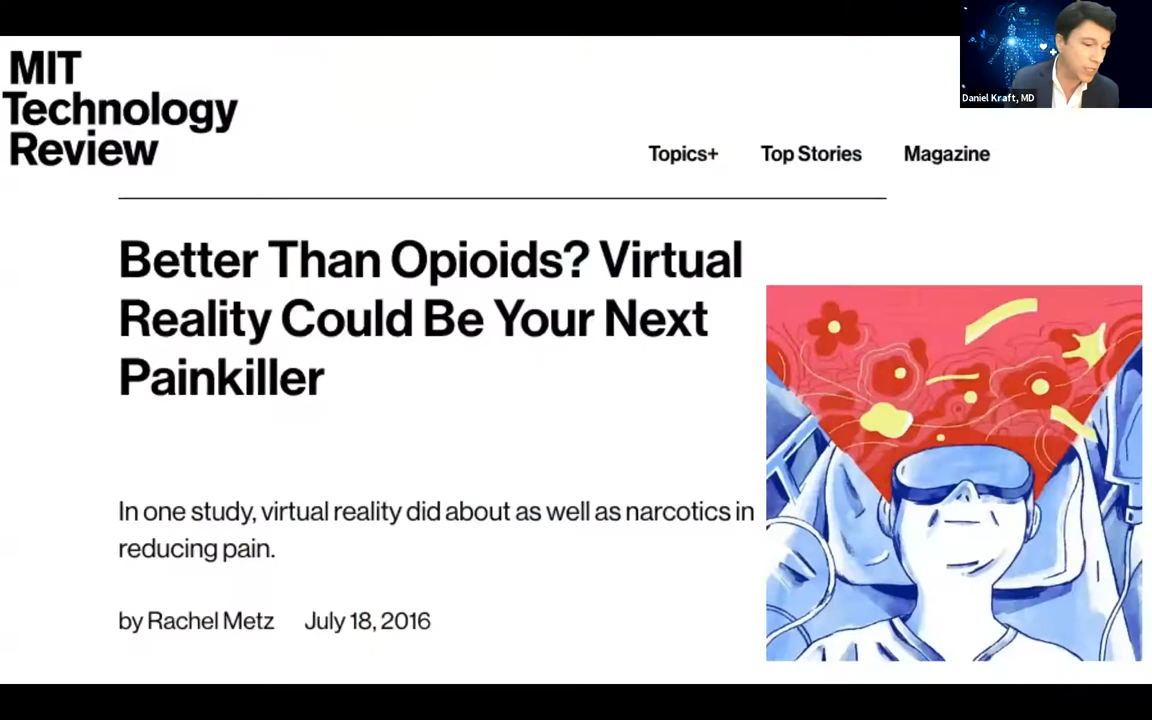 MIT
Technology
Review
Daniel Kraft, MD
Topics+ Top Stories Magazine
Better Than Opioids? Virtual
Reality Could Be Your Next
Painkiller
In one study, virtual reality did about as well as narcotics in
reducing pain.
by Rachel Metz July 18, 2016